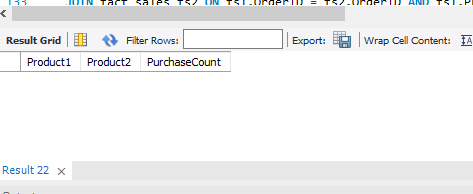 133 JOIN fact_sales fs2 ON fs1.OrderID = fs2.OrderID AND fs1.P
Result Grid Filter Rows: Export: Wrap Cell Content:
Product1 Product2 PurchaseCount
Result 22 ×